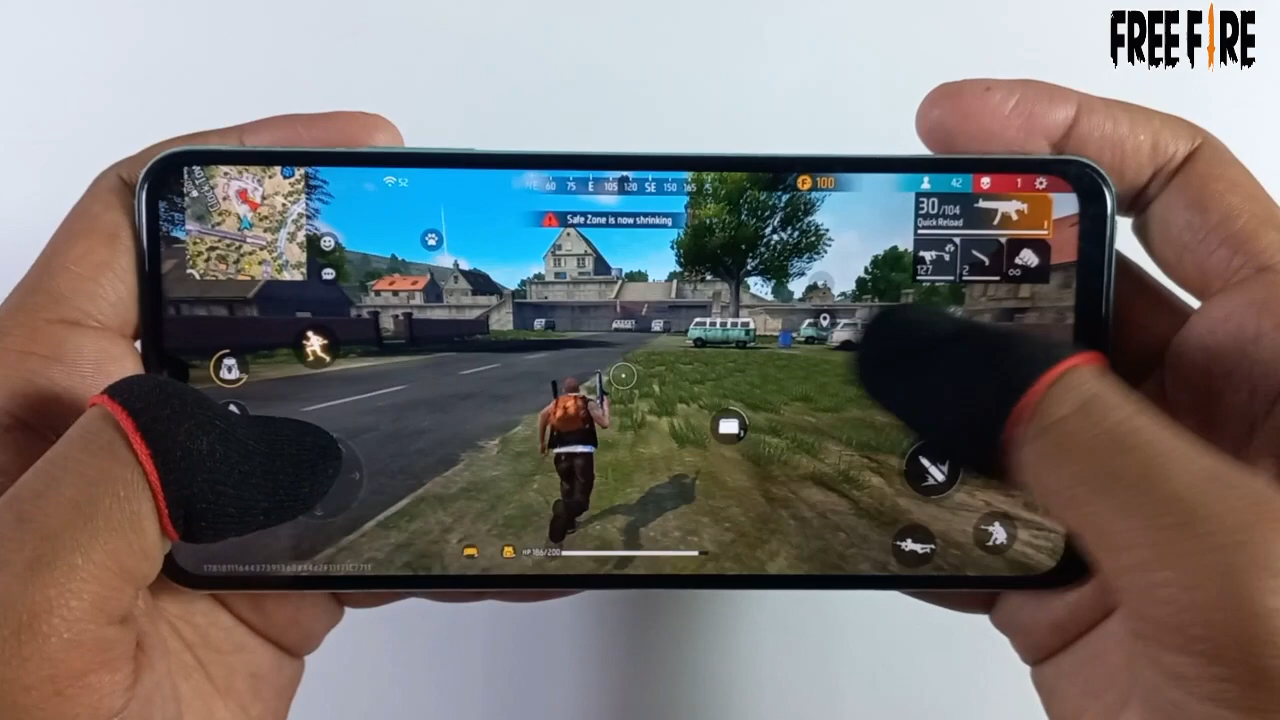 FREE FIRE
52
NE 60 75 E 105 120 SE 150 165
100
42
1
Safe Zone is now shrinking
30/104
Quick Reload
127
2
∞
HP 186/200